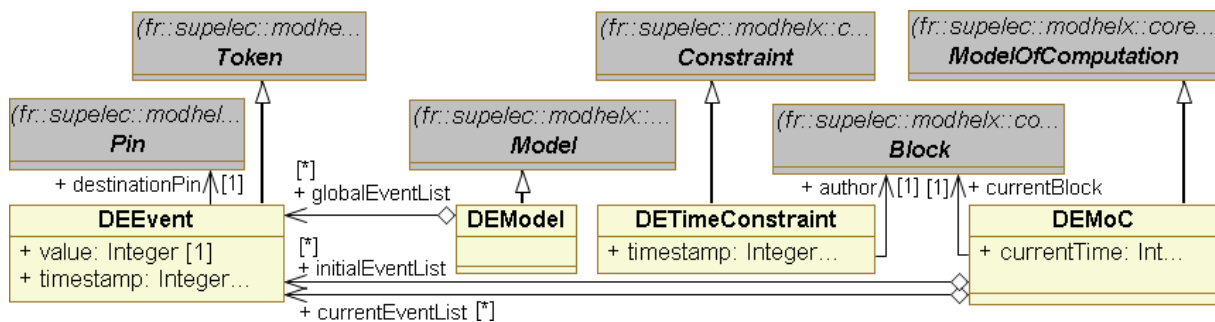 (fr::supelec::modhe...
Token
(fr::supelec::modhelx::c...
Constraint
(fr::supelec::modhelx::core...
ModelOfComputation
(fr::supelec::modhel...
Pin
(fr::supelec::modhelx::...
Model
(fr::supelec::modhelx::co...
Block
+ destinationPin [1]
[*]
+ globalEventList
+ author [1]
[1] + currentBlock
DEEvent
+ value: Integer [1]
+ timestamp: Integer...
DEModel
DETimeConstraint
+ timestamp: Integer...
DEMoC
+ currentTime: Int...
[*]
+ initialEventList
+ currentEventList [*]